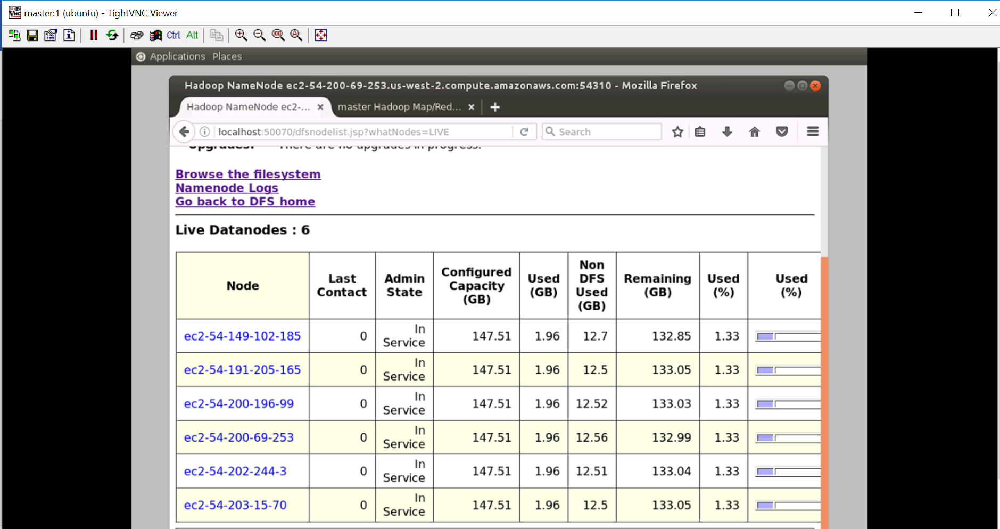 master:1 (ubuntu) - TightVNC Viewer
Ctrl Alt
Applications Places
Hadoop NameNode ec2-54-200-69-253.us-west-2.compute.amazonaws.com:54310 - Mozilla Firefox
Hadoop NameNode ec2-... master Hadoop Map/Red...
localhost:50070/dfsnodelist.jsp?whatNodes=LIVE Search
Upgrades: There are no upgrades in progress.
Browse the filesystem
Namenode Logs
Go back to DFS home
Live Datanodes : 6
Node Last Contact Admin State Configured Capacity (GB) Used (GB) Non DFS Used (GB) Remaining (GB) Used (%) Used (%)
ec2-54-149-102-185 0 In Service 147.51 1.96 12.7 132.85 1.33
ec2-54-191-205-165 0 In Service 147.51 1.96 12.5 133.05 1.33
ec2-54-200-196-99 0 In Service 147.51 1.96 12.52 133.03 1.33
ec2-54-200-69-253 0 In Service 147.51 1.96 12.56 132.99 1.33
ec2-54-202-244-3 0 In Service 147.51 1.96 12.51 133.04 1.33
ec2-54-203-15-70 0 In Service 147.51 1.96 12.5 133.05 1.33